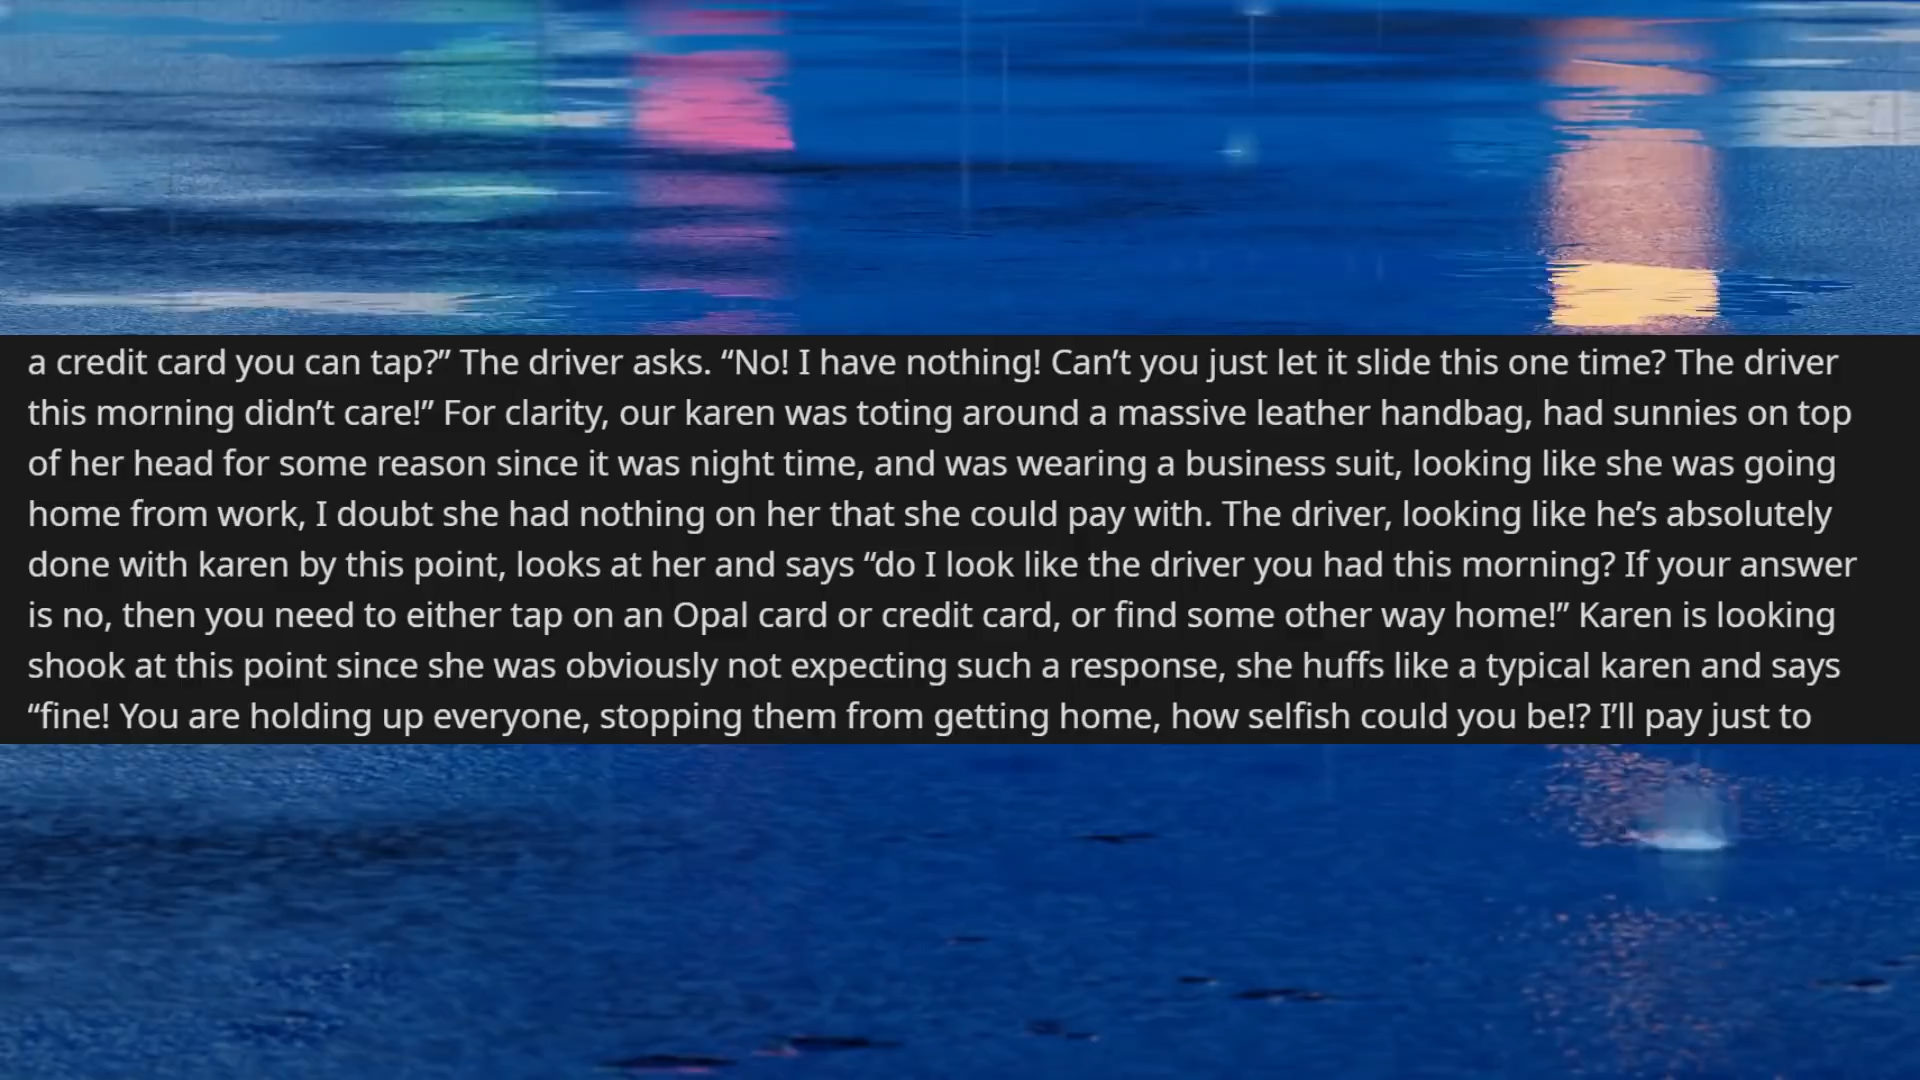 a credit card you can tap?” The driver asks. “No! I have nothing! Can’t you just let it slide this one time? The driver
this morning didn’t care!” For clarity, our karen was toting around a massive leather handbag, had sunnies on top
of her head for some reason since it was night time, and was wearing a business suit, looking like she was going
home from work, I doubt she had nothing on her that she could pay with. The driver, looking like he’s absolutely
done with karen by this point, looks at her and says “do I look like the driver you had this morning? If your answer
is no, then you need to either tap on an Opal card or credit card, or find some other way home!” Karen is looking
shook at this point since she was obviously not expecting such a response, she huffs like a typical karen and says
“fine! You are holding up everyone, stopping them from getting home, how selfish could you be!? I’ll pay just to